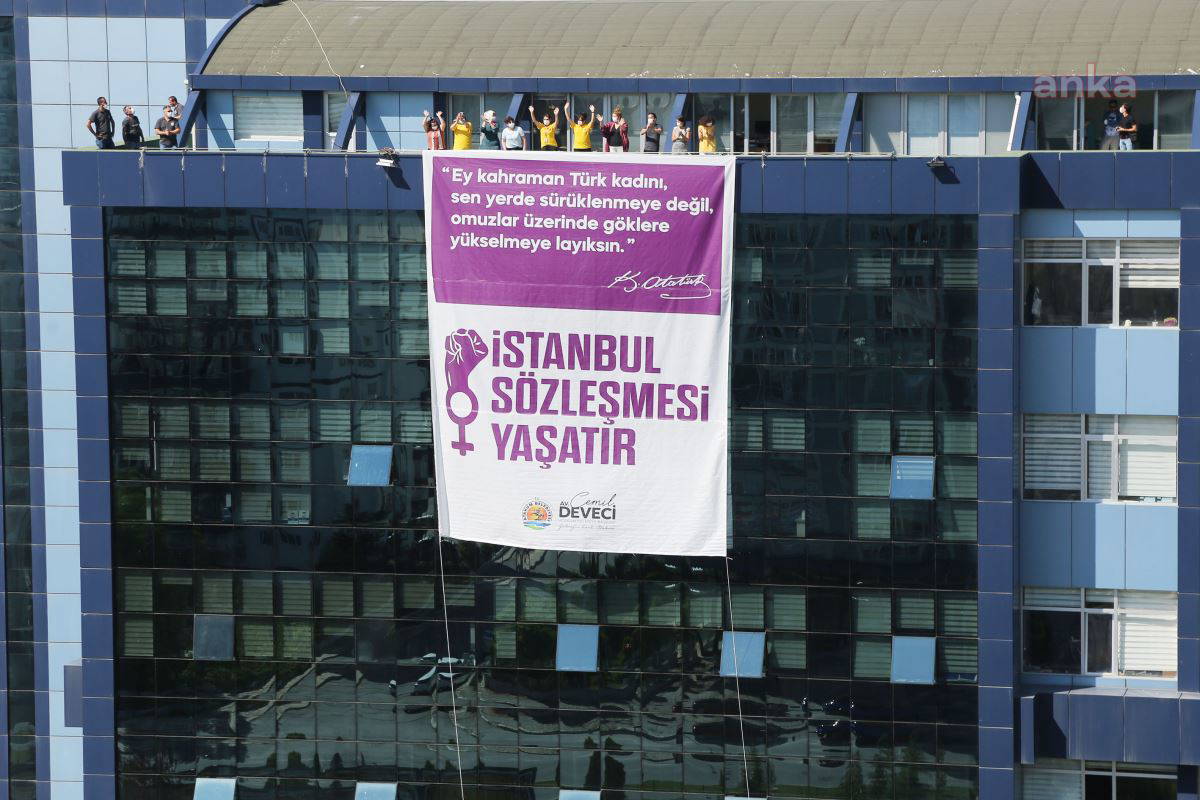 anka
“Ey kahraman Türk kadını,
sen yerde sürüklenmeye değil,
omuzlar üzerinde göklere
yükselmeye layıksın.”
K. Atatürk
İSTANBUL
SÖZLEŞMESİ
YAŞATIR
AV. Cemil
DEVECİ